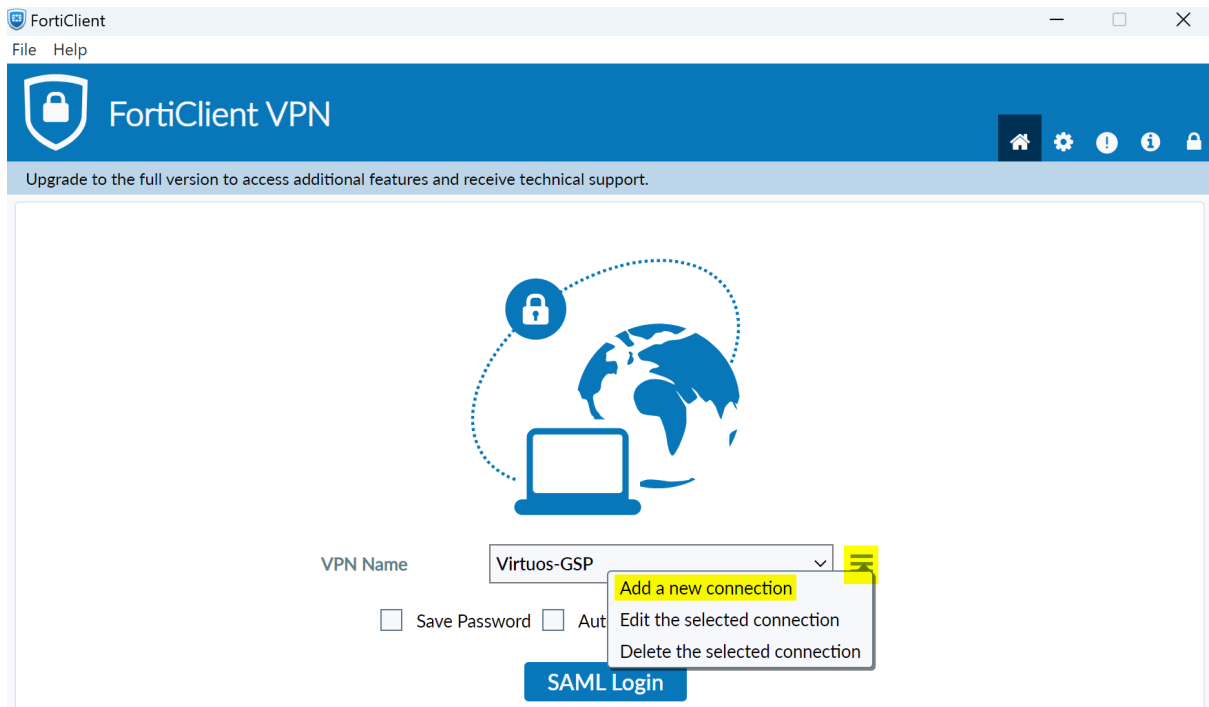 FortiClient
File Help
FortiClient VPN
Upgrade to the full version to access additional features and receive technical support.
VPN Name
Virtuos-GSP
Add a new connection
Save Password
Edit the selected connection
Delete the selected connection
SAML Login